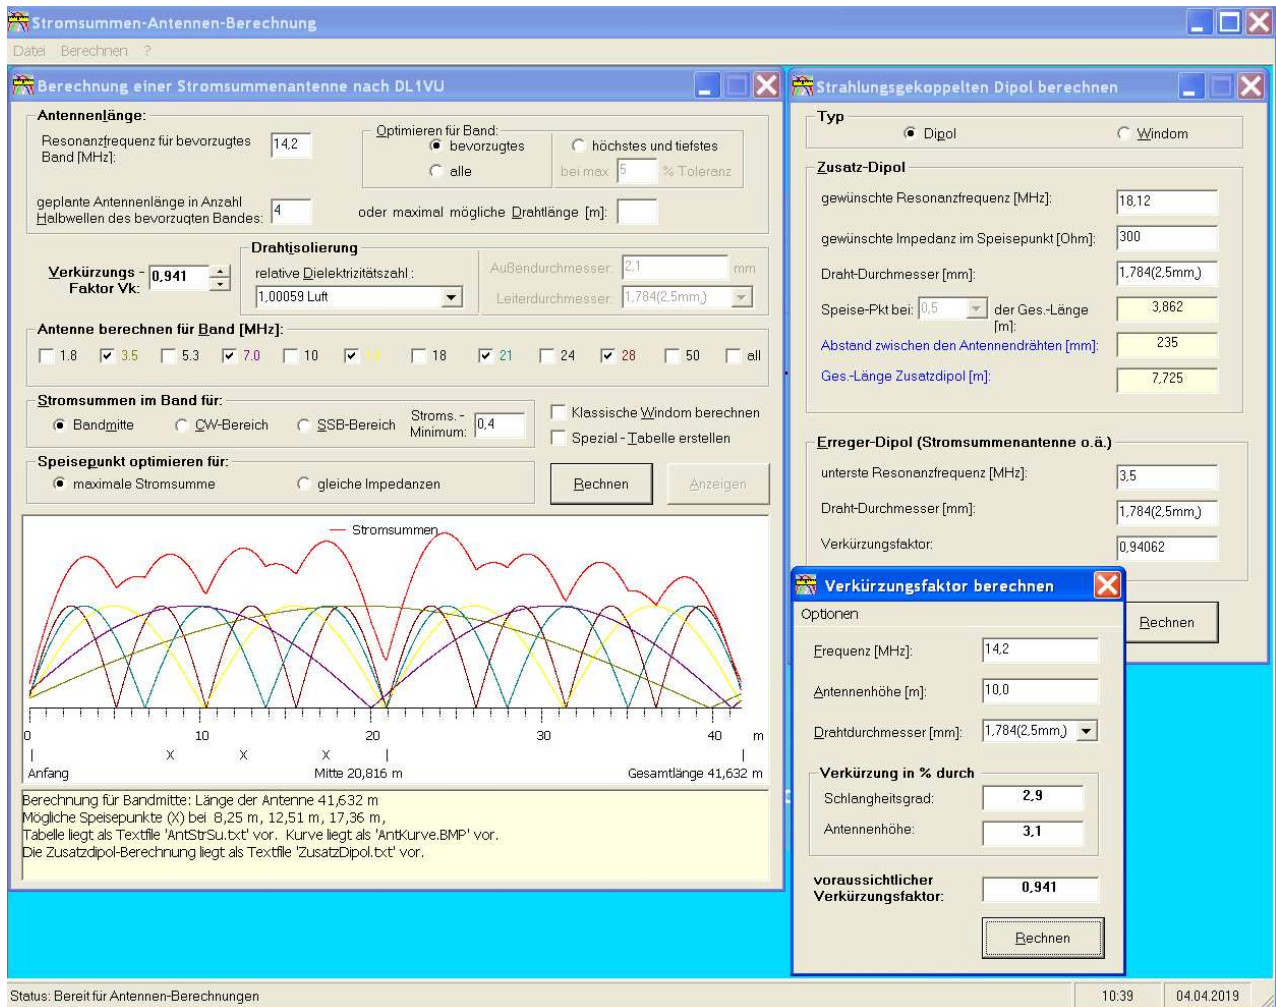 Stromsummen-Antennen-Berechnung
Datei Berechnen ?
Berechnung einer Stromsummenantenne nach DL1VU
Antennenlänge:
Resonanzfrequenz für bevorzugtes
Band [MHz]:
14,2
Optimieren für Band:
bevorzugtes
höchstes und tiefstes
alle
bei max 5 % Toleranz
geplante Antennenlänge in Anzahl
Halbwellen des bevorzugten Bandes:
4
oder maximal mögliche Drahtlänge [m]:
Verkürzungs -
Faktor Vk:
0,941
Drahtisolierung
relative Dielektrizitätszahl :
1,00059 Luft
Außendurchmesser: 2,1 mm
Leiterdurchmesser: 1,784(2,5mm,)
Antenne berechnen für Band [MHz]:
1.8 3.5 5.3 7.0 10 14 18 21 24 28 50 all
Stromsummen im Band für:
Bandmitte CW-Bereich SSB-Bereich
Stroms.-
Minimum: 0,4
Klassische Windom berechnen
Spezial - Tabelle erstellen
Speisepunkt optimieren für:
maximale Stromsumme gleiche Impedanzen
Rechnen Anzeigen
Stromsummen
0 10 30 40 m
X X X
Anfang Mitte 20,816 m Gesamtlänge 41,632 m
Berechnung für Bandmitte: Länge der Antenne 41,632 m
Mögliche Speisepunkte (X) bei 8,25 m, 12,51 m, 17,36 m,
Tabelle liegt als Textfile 'AntStrSu.txt' vor. Kurve liegt als 'AntKurve.BMP' vor.
Die Zusatzdipol-Berechnung liegt als Textfile 'ZusatzDipol.txt' vor.
Strahlungsgekoppelten Dipol berechnen
Typ
Dipol Windom
Zusatz-Dipol
gewünschte Resonanzfrequenz [MHz]: 18,12
gewünschte Impedanz im Speisepunkt [Ohm]: 300
Draht-Durchmesser [mm]: 1,784(2,5mm,)
Speise-Pkt bei: 0,5 der Ges.-Länge
[m]:
3,862
Abstand zwischen den Antennendrähten [mm]: 235
Ges.-Länge Zusatzdipol [m]: 7,725
Erreger-Dipol (Stromsummenantenne o.ä.)
unterste Resonanzfrequenz [MHz]: 3,5
Draht-Durchmesser [mm]: 1,784(2,5mm,)
Verkürzungsfaktor: 0,94062
Rechnen
Verkürzungsfaktor berechnen
Optionen
Frequenz [MHz]: 14,2
Antennenhöhe [m]: 10,0
Drahtdurchmesser [mm]: 1,784(2,5mm,)
Verkürzung in % durch
Schlangheitsgrad: 2,9
Antennenhöhe: 3,1
voraussichtlicher
Verkürzungsfaktor:
0,941
Rechnen
Status: Bereit für Antennen-Berechnungen
10:39 04.04.2019